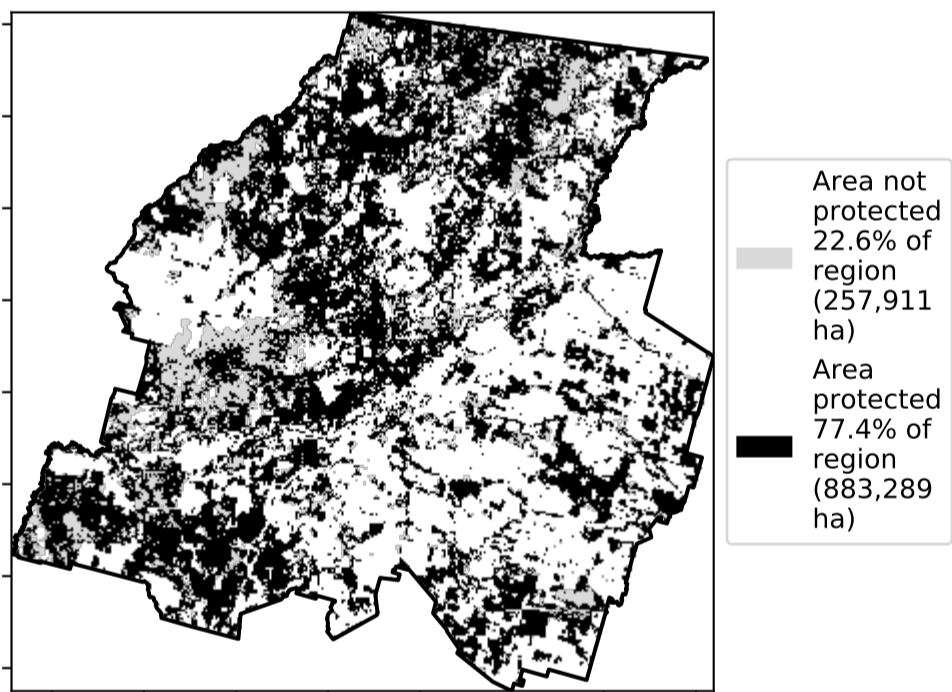 Area not
protected
22.6% of
region
(257,911
ha)
Area
protected
77.4% of
region
(883,289
ha)